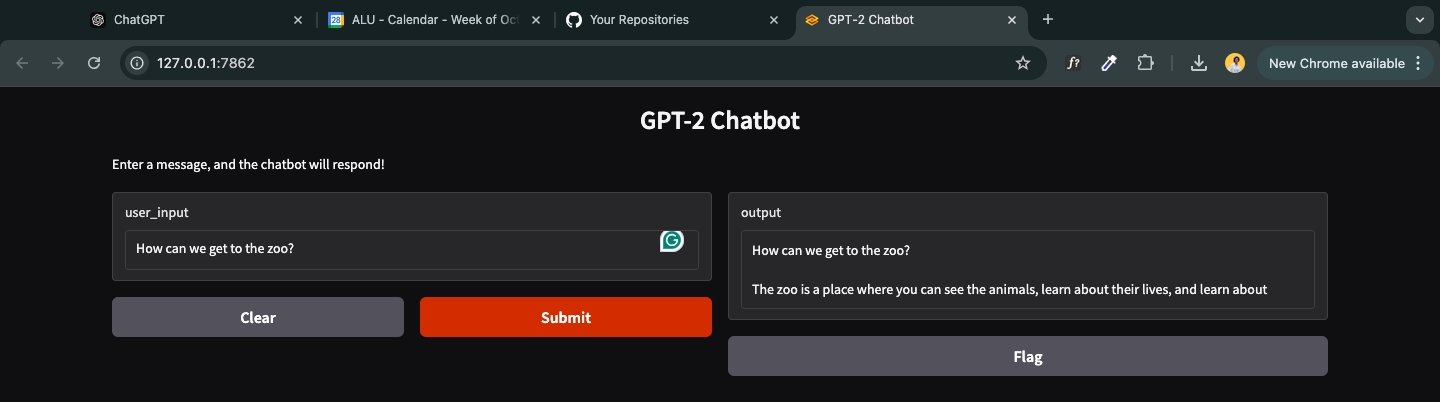 ChatGPT
28 ALU - Calendar - Week of Oct
Your Repositories
GPT-2 Chatbot
127.0.0.1:7862
f?
New Chrome available
GPT-2 Chatbot
Enter a message, and the chatbot will respond!
user_input
How can we get to the zoo?
G
Clear
Submit
output
How can we get to the zoo?
The zoo is a place where you can see the animals, learn about their lives, and learn about
Flag